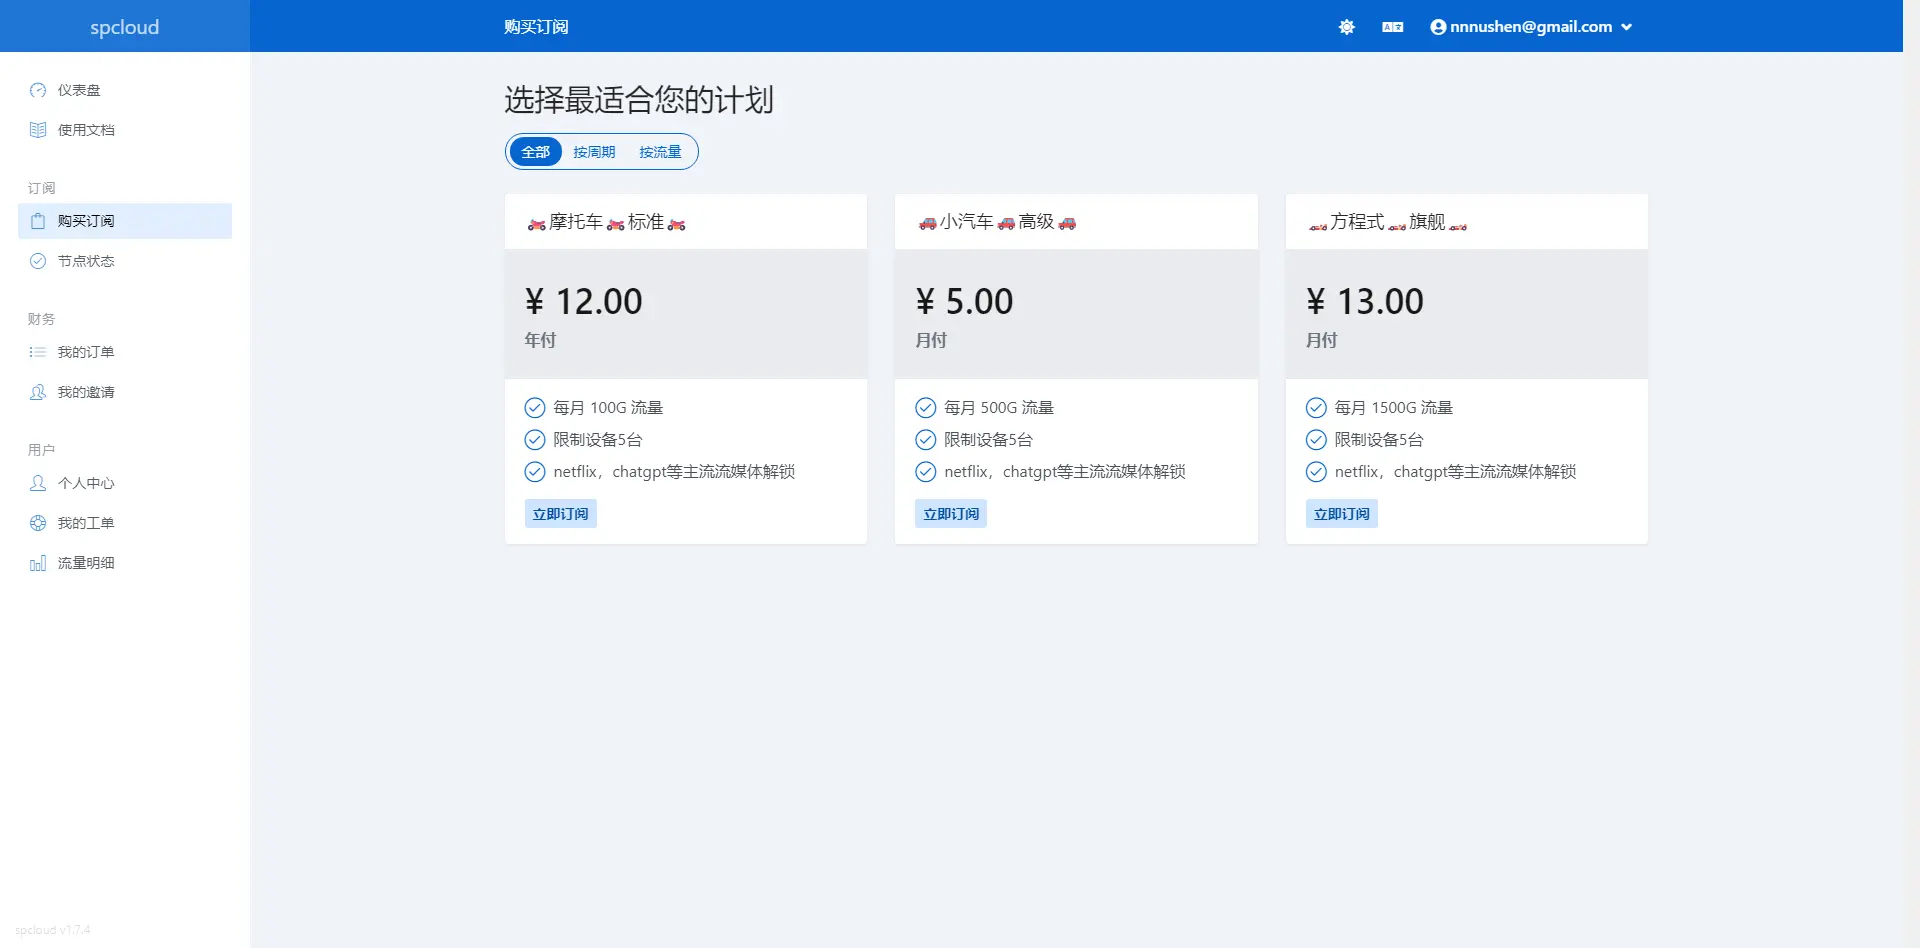 spcloud
购买订阅
nnnushen@gmail.com
仪表盘
使用文档
订阅
购买订阅
节点状态
财务
我的订单
我的邀请
用户
个人中心
我的工单
流量明细
spcloud v1.7.4
选择最适合您的计划
全部 按周期 按流量
🏍️摩托车🏍️标准🏍️
¥ 12.00
年付
每月 100G 流量
限制设备5台
netflix，chatgpt等主流流媒体解锁
立即订阅
🚗小汽车🚗高级🚗
¥ 5.00
月付
每月 500G 流量
限制设备5台
netflix，chatgpt等主流流媒体解锁
立即订阅
🏎️方程式🏎️旗舰🏎️
¥ 13.00
月付
每月 1500G 流量
限制设备5台
netflix，chatgpt等主流流媒体解锁
立即订阅